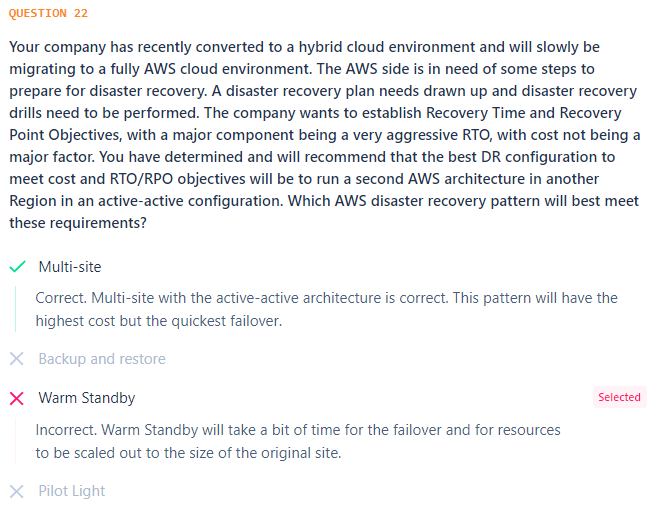 QUESTION 22
Your company has recently converted to a hybrid cloud environment and will slowly be
migrating to a fully AWS cloud environment. The AWS side is in need of some steps to
prepare for disaster recovery. A disaster recovery plan needs drawn up and disaster recovery
drills need to be performed. The company wants to establish Recovery Time and Recovery
Point Objectives, with a major component being a very aggressive RTO, with cost not being a
major factor. You have determined and will recommend that the best DR configuration to
meet cost and RTO/RPO objectives will be to run a second AWS architecture in another
Region in an active-active configuration. Which AWS disaster recovery pattern will best meet
these requirements?
Multi-site
Correct. Multi-site with the active-active architecture is correct. This pattern will have the
highest cost but the quickest failover.
Backup and restore
Warm Standby
Selected
Incorrect. Warm Standby will take a bit of time for the failover and for resources
to be scaled out to the size of the original site.
Pilot Light